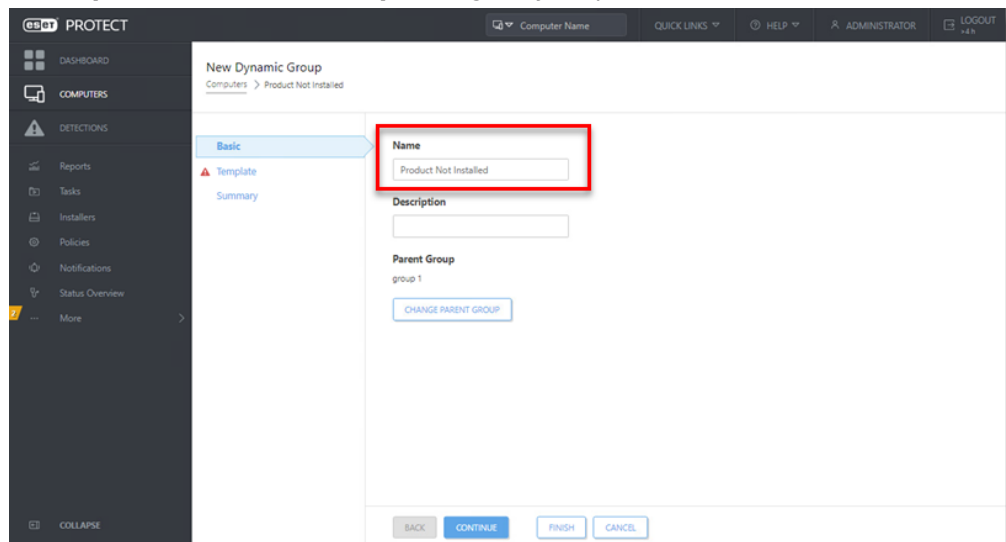 eset PROTECT
Computer Name
QUICK LINKS
HELP
ADMINISTRATOR
LOGOUT
>4 h
DASHBOARD
COMPUTERS
DETECTIONS
Reports
Tasks
Installers
Policies
Notifications
Status Overview
7
More
COLLAPSE
New Dynamic Group
Computers > Product Not Installed
Basic
Template
Summary
Name
Product Not Installed
Description
Parent Group
group 1
CHANGE PARENT GROUP
BACK
CONTINUE
FINISH
CANCEL